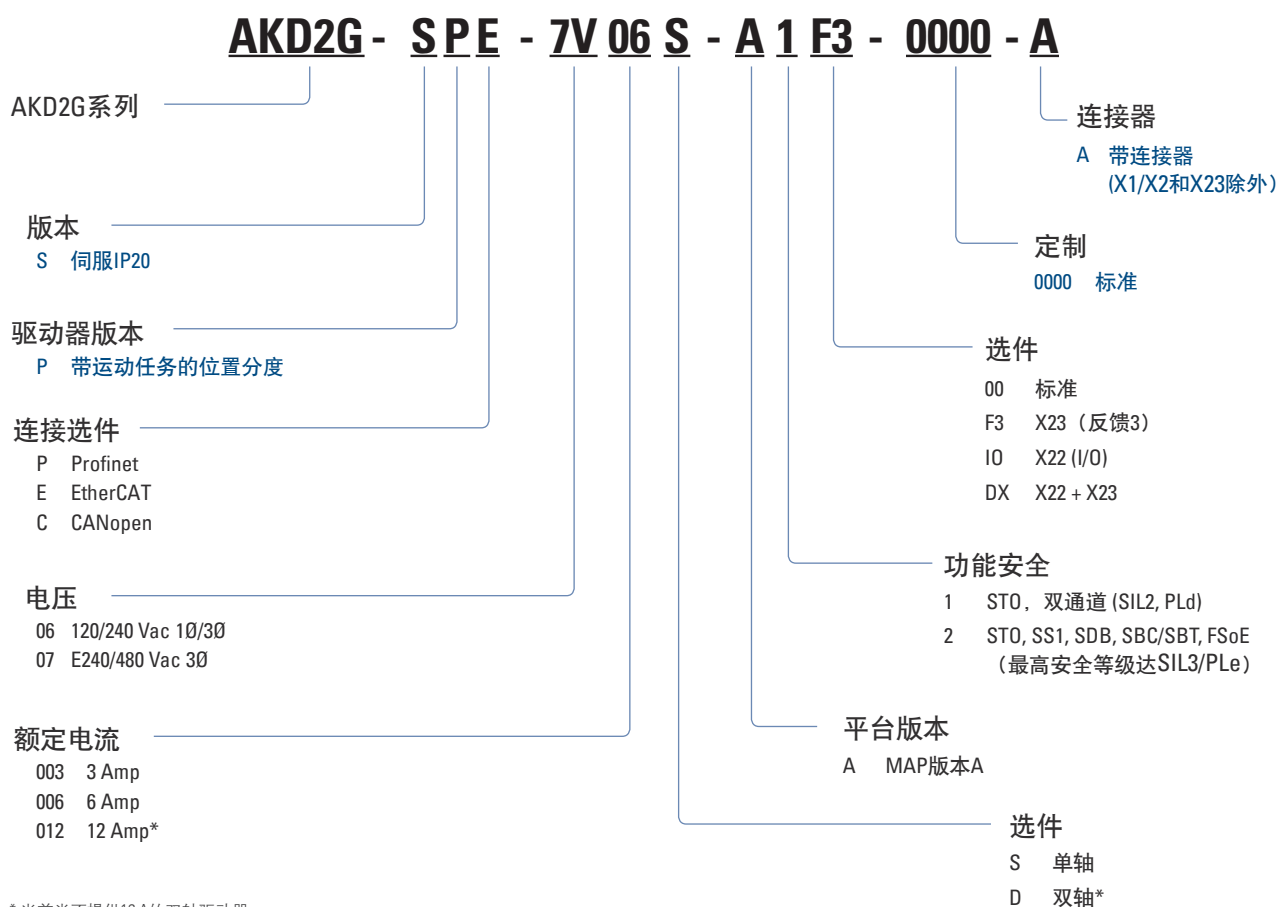 AKD2G - S P E - 7V 06 S - A 1 F3 - 0000 - A
AKD2G系列
版本
S 伺服IP20
驱动器版本
P 带运动任务的位置分度
连接选件
P Profinet
E EtherCAT
C CANopen
电压
06 120/240 Vac 1Ø/3Ø
07 E240/480 Vac 3Ø
额定电流
003 3 Amp
006 6 Amp
012 12 Amp*
连接器
A 带连接器
(X1/X2和X23除外）
定制
0000 标准
选件
00 标准
F3 X23（反馈3）
IO X22 (I/O)
DX X22 + X23
功能安全
1 STO，双通道 (SIL2, PLd)
2 STO, SS1, SDB, SBC/SBT, FSoE
（最高安全等级达SIL3/PLe）
平台版本
A MAP版本A
选件
S 单轴
D 双轴*